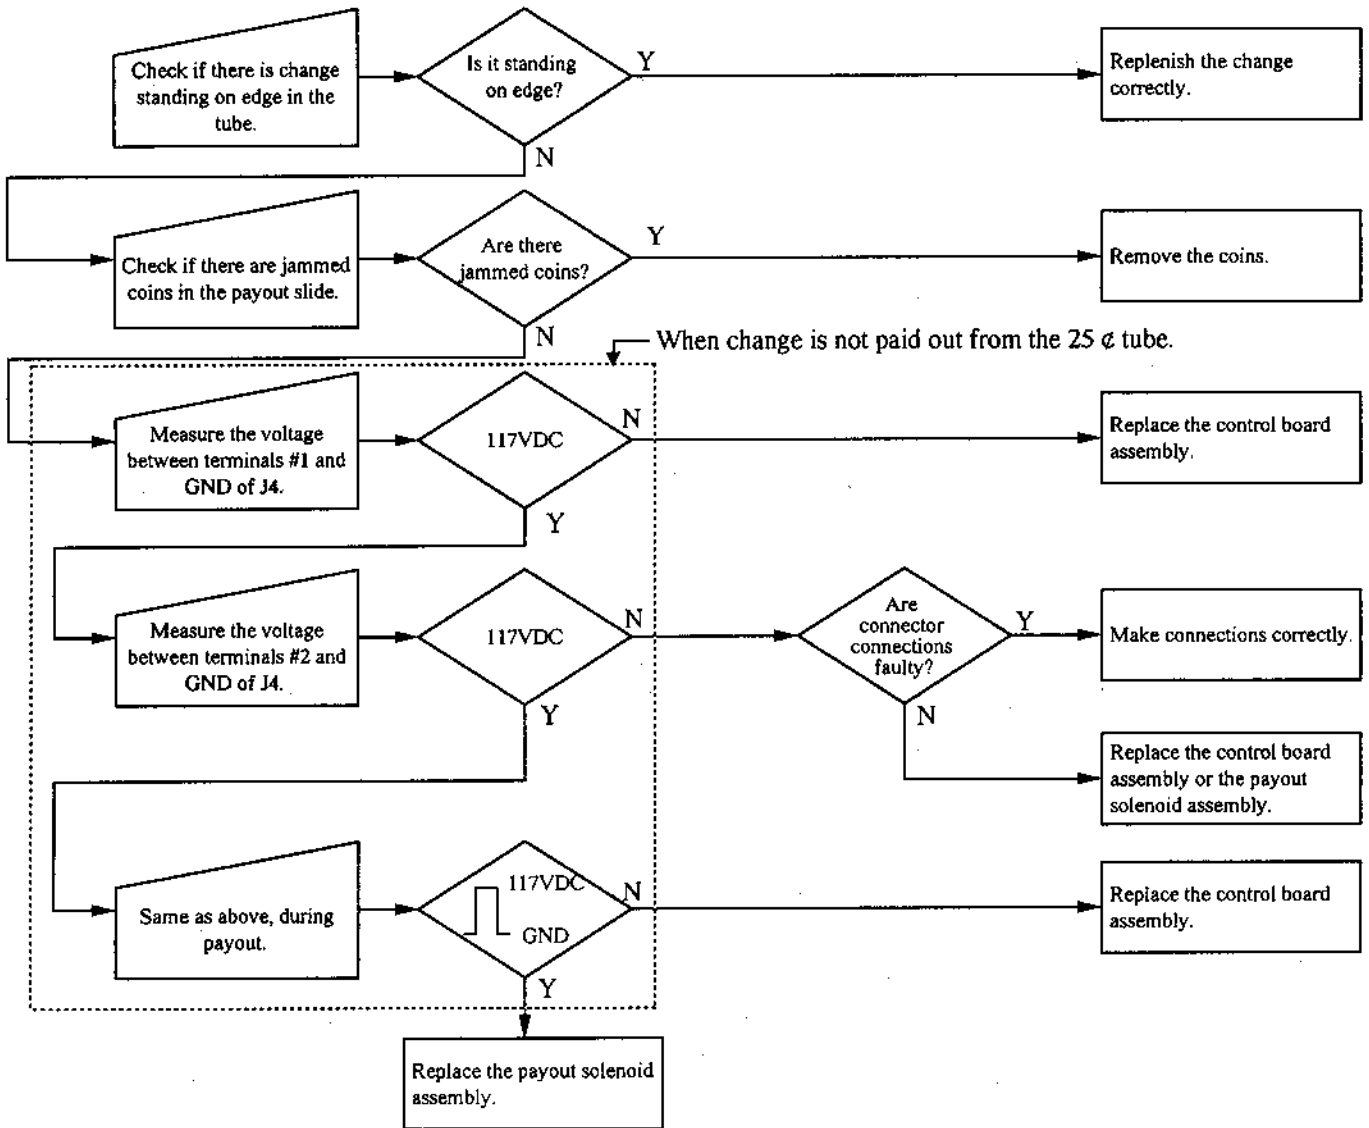 Check if there is change
standing on edge in the
tube.
Is it standing
on edge?
Y
Replenish the change
correctly.
N
Check if there are jammed
coins in the payout slide.
Are there
jammed coins?
Y
Remove the coins.
N
When change is not paid out from the 25 ¢ tube.
Measure the voltage
between terminals #1 and
GND of J4.
117VDC
N
Replace the control board
assembly.
Y
Measure the voltage
between terminals #2 and
GND of J4.
117VDC
N
Are
connector
connections
faulty?
Y
Make connections correctly.
Y
N
Replace the control board
assembly or the payout
solenoid assembly.
Same as above, during
payout.
117VDC
GND
N
Replace the control board
assembly.
Y
Replace the payout solenoid
assembly.